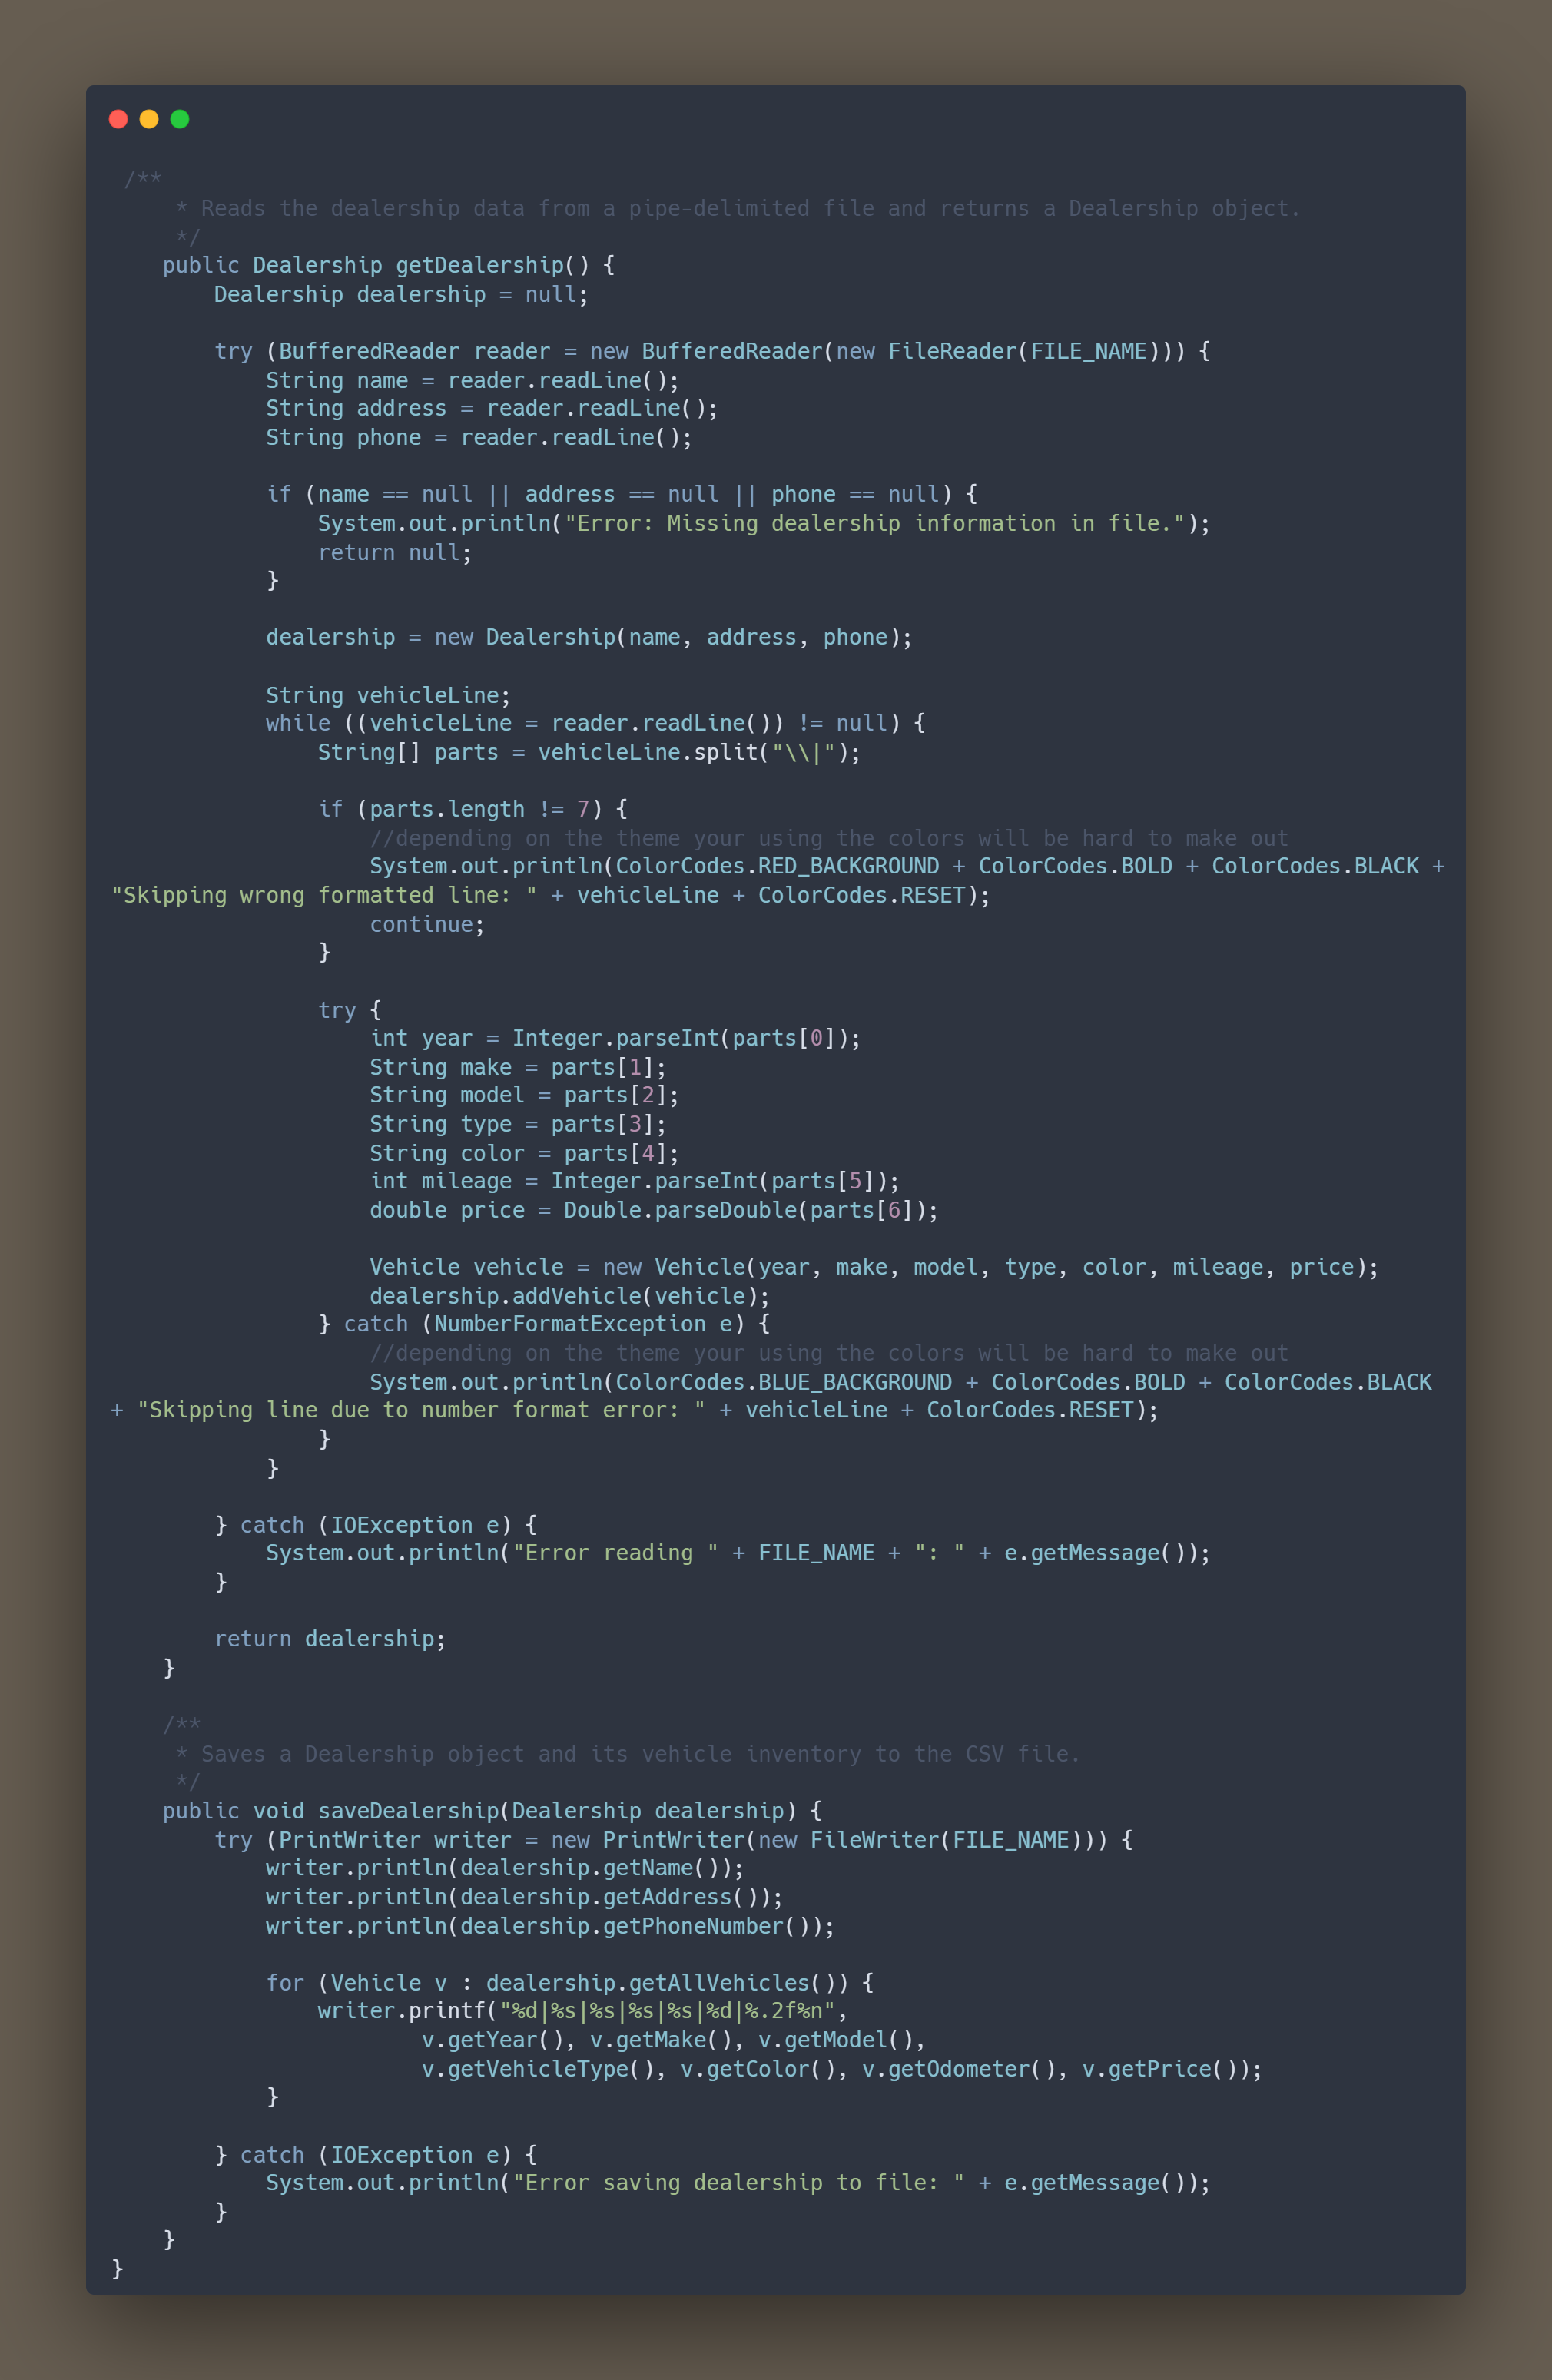 /**
     * Reads the dealership data from a pipe-delimited file and returns a Dealership object.
     */
    public Dealership getDealership() {
        Dealership dealership = null;

        try (BufferedReader reader = new BufferedReader(new FileReader(FILE_NAME))) {
            String name = reader.readLine();
            String address = reader.readLine();
            String phone = reader.readLine();

            if (name == null || address == null || phone == null) {
                System.out.println("Error: Missing dealership information in file.");
                return null;
            }

            dealership = new Dealership(name, address, phone);

            String vehicleLine;
            while ((vehicleLine = reader.readLine()) != null) {
                String[] parts = vehicleLine.split("\\|");

                if (parts.length != 7) {
                    //depending on the theme your using the colors will be hard to make out
                    System.out.println(ColorCodes.RED_BACKGROUND + ColorCodes.BOLD + ColorCodes.BLACK +
"Skipping wrong formatted line: " + vehicleLine + ColorCodes.RESET);
                    continue;
                }

                try {
                    int year = Integer.parseInt(parts[0]);
                    String make = parts[1];
                    String model = parts[2];
                    String type = parts[3];
                    String color = parts[4];
                    int mileage = Integer.parseInt(parts[5]);
                    double price = Double.parseDouble(parts[6]);

                    Vehicle vehicle = new Vehicle(year, make, model, type, color, mileage, price);
                    dealership.addVehicle(vehicle);
                } catch (NumberFormatException e) {
                    //depending on the theme your using the colors will be hard to make out
                    System.out.println(ColorCodes.BLUE_BACKGROUND + ColorCodes.BOLD + ColorCodes.BLACK
+ "Skipping line due to number format error: " + vehicleLine + ColorCodes.RESET);
                }
            }

        } catch (IOException e) {
            System.out.println("Error reading " + FILE_NAME + ": " + e.getMessage());
        }

        return dealership;
    }

    /**
     * Saves a Dealership object and its vehicle inventory to the CSV file.
     */
    public void saveDealership(Dealership dealership) {
        try (PrintWriter writer = new PrintWriter(new FileWriter(FILE_NAME))) {
            writer.println(dealership.getName());
            writer.println(dealership.getAddress());
            writer.println(dealership.getPhoneNumber());

            for (Vehicle v : dealership.getAllVehicles()) {
                writer.printf("%d|%s|%s|%s|%s|%d|%.2f%n",
                        v.getYear(), v.getMake(), v.getModel(),
                        v.getVehicleType(), v.getColor(), v.getOdometer(), v.getPrice());
            }

        } catch (IOException e) {
            System.out.println("Error saving dealership to file: " + e.getMessage());
        }
    }
}